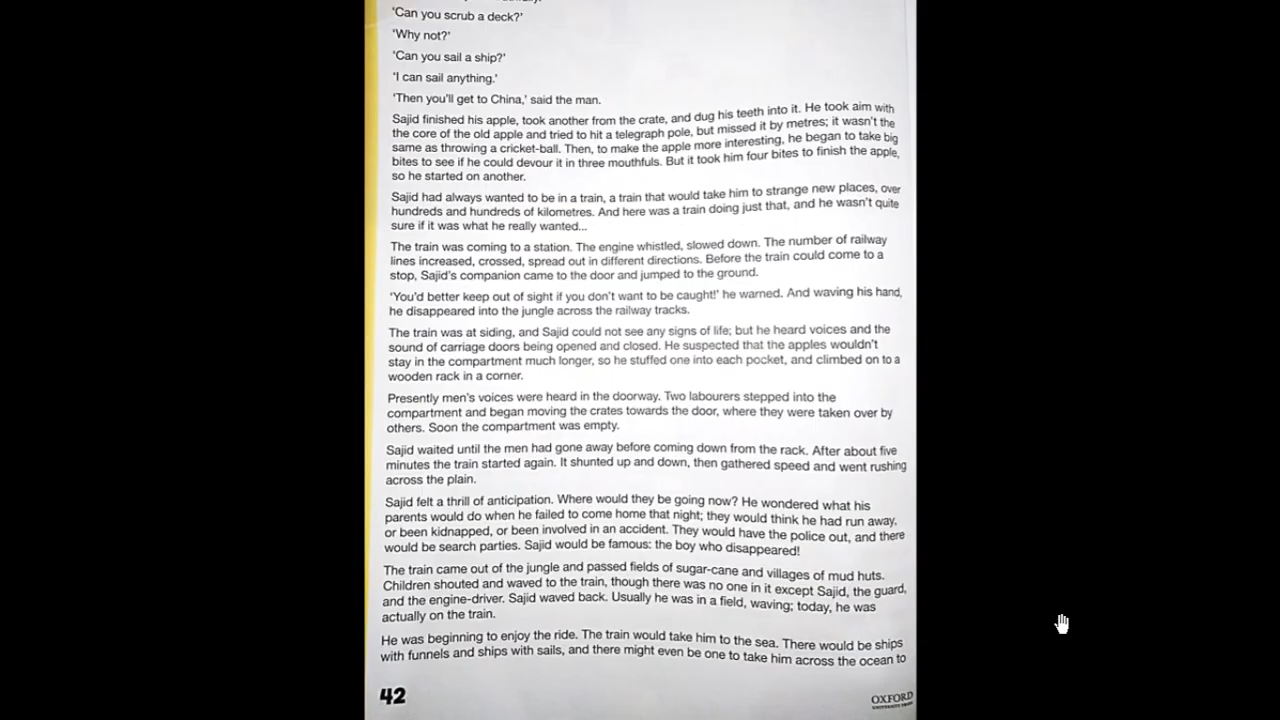 'Can you scrub a deck?'
'Why not?'
'Can you sail a ship?'
'I can sail anything.'
'Then you'll get to China,' said the man.
Sajid finished his apple, took another from the crate, and dug his teeth into it. He took aim with
the core of the old apple and tried to hit a telegraph pole, but missed it by metres; it wasn't the
same as throwing a cricket-ball. Then, to make the apple more interesting, he began to take big
bites to see if he could devour it in three mouthfuls. But it took him four bites to finish the apple,
so he started on another.
Sajid had always wanted to be in a train, a train that would take him to strange new places, over
hundreds and hundreds of kilometres. And here was a train doing just that, and he wasn't quite
sure if it was what he really wanted...
The train was coming to a station. The engine whistled, slowed down. The number of railway
lines increased, crossed, spread out in different directions. Before the train could come to a
stop, Sajid's companion came to the door and jumped to the ground.
'You'd better keep out of sight if you don't want to be caught!' he warned. And waving his hand,
he disappeared into the jungle across the railway tracks.
The train was at siding, and Sajid could not see any signs of life; but he heard voices and the
sound of carriage doors being opened and closed. He suspected that the apples wouldn't
stay in the compartment much longer, so he stuffed one into each pocket, and climbed on to a
wooden rack in a corner.
Presently men's voices were heard in the doorway. Two labourers stepped into the
compartment and began moving the crates towards the door, where they were taken over by
others. Soon the compartment was empty.
Sajid waited until the men had gone away before coming down from the rack. After about five
minutes the train started again. It shunted up and down, then gathered speed and went rushing
across the plain.
Sajid felt a thrill of anticipation. Where would they be going now? He wondered what his
parents would do when he failed to come home that night; they would think he had run away,
or been kidnapped, or been involved in an accident. They would have the police out, and there
would be search parties. Sajid would be famous: the boy who disappeared!
The train came out of the jungle and passed fields of sugar-cane and villages of mud huts.
Children shouted and waved to the train, though there was no one in it except Sajid, the guard,
and the engine-driver. Sajid waved back. Usually he was in a field, waving; today, he was
actually on the train.
He was beginning to enjoy the ride. The train would take him to the sea. There would be ships
with funnels and ships with sails, and there might even be one to take him across the ocean to
42
OXFORD
UNIVERSITY PRESS